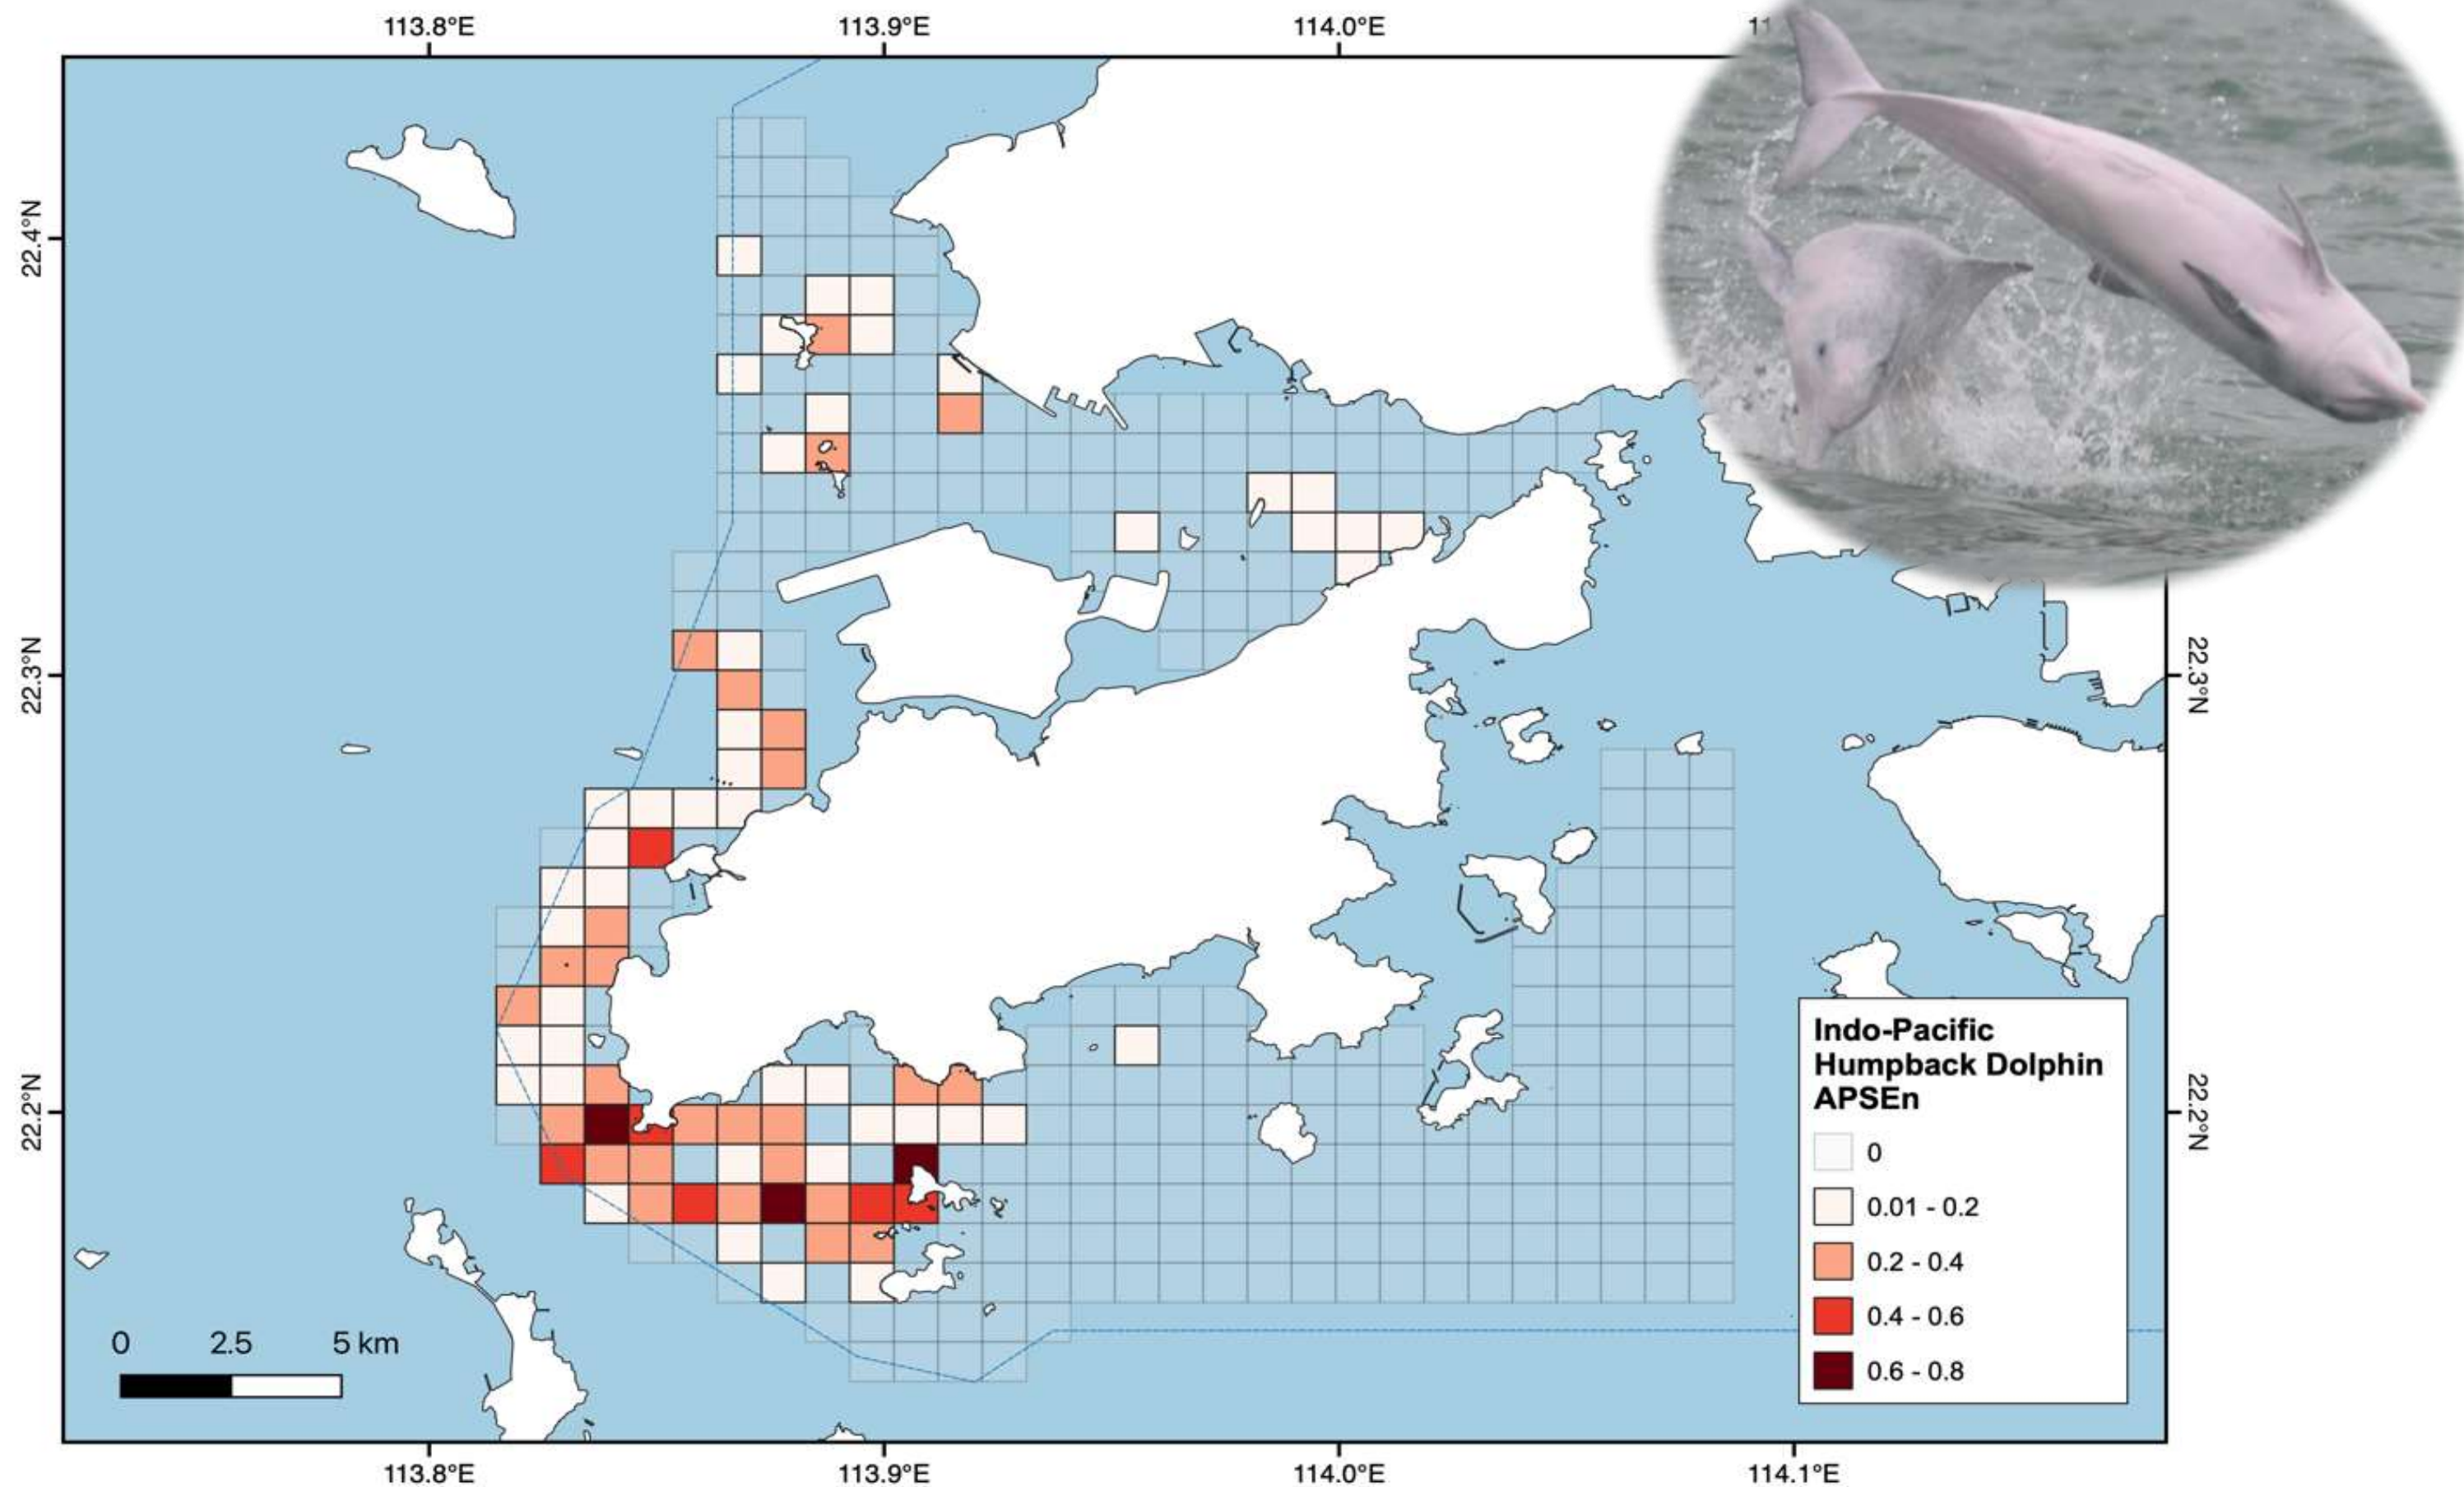 113.8°E
113.9°E
114.0°E
11
22.4°N
22.3°N
22.2°N
22.3°N
22.2°N
Indo-Pacific
Humpback Dolphin
APSEn
0
0.01 - 0.2
0.2 - 0.4
0.4 - 0.6
0.6 - 0.8
0 2.5 5 km
113.8°E
113.9°E
114.0°E
114.1°E